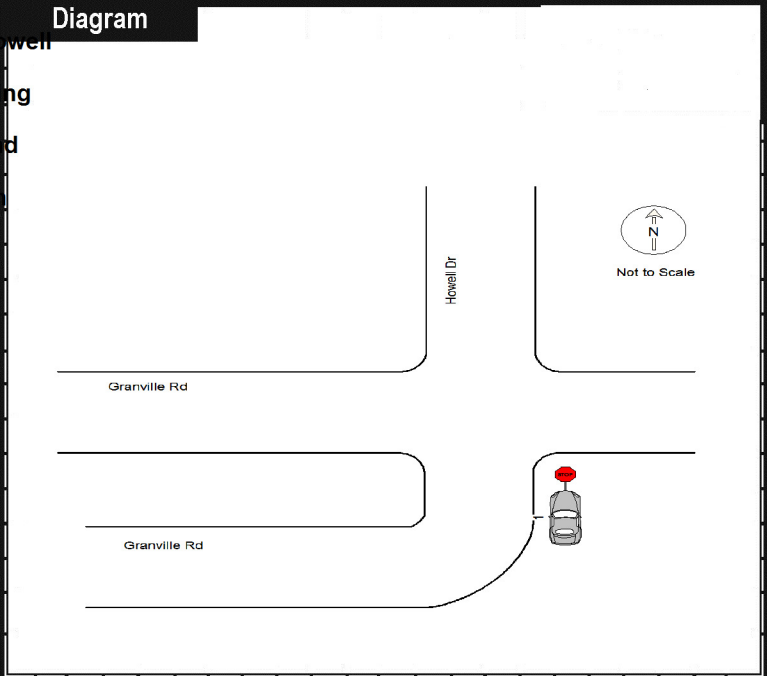 Diagram
owell
ng
d
N
Not to Scale
Howell Dr
Granville Rd
STOP
Granville Rd